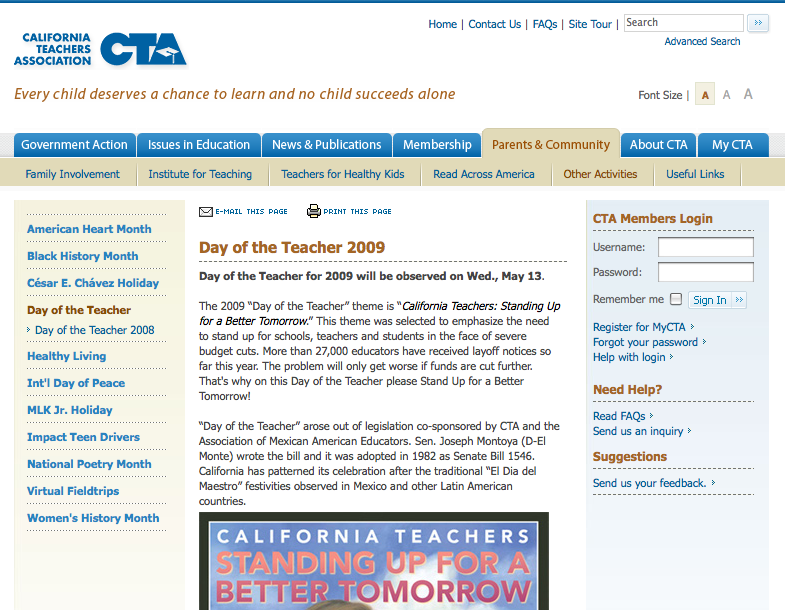 Home | Contact Us | FAQs | Site Tour | Search
Advanced Search
CALIFORNIA
TEACHERS
ASSOCIATION
CTA
Every child deserves a chance to learn and no child succeeds alone
Font Size | A A A
Government Action Issues in Education News & Publications Membership Parents & Community About CTA My CTA
Family Involvement Institute for Teaching Teachers for Healthy Kids Read Across America Other Activities Useful Links
American Heart Month
Black History Month
César E. Chávez Holiday
Day of the Teacher
Day of the Teacher 2008
Healthy Living
Int'l Day of Peace
MLK Jr. Holiday
Impact Teen Drivers
National Poetry Month
Virtual Fieldtrips
Women's History Month
E-MAIL THIS PAGE PRINT THIS PAGE
Day of the Teacher 2009
Day of the Teacher for 2009 will be observed on Wed., May 13.
The 2009 “Day of the Teacher” theme is “California Teachers: Standing Up
for a Better Tomorrow.” This theme was selected to emphasize the need
to stand up for schools, teachers and students in the face of severe
budget cuts. More than 27,000 educators have received layoff notices so
far this year. The problem will only get worse if funds are cut further.
That's why on this Day of the Teacher please Stand Up for a Better
Tomorrow!
“Day of the Teacher” arose out of legislation co-sponsored by CTA and the
Association of Mexican American Educators. Sen. Joseph Montoya (D-El
Monte) wrote the bill and it was adopted in 1982 as Senate Bill 1546.
California has patterned its celebration after the traditional “El Dia del
Maestro” festivities observed in Mexico and other Latin American
countries.
CALIFORNIA TEACHERS
STANDING UP FOR A
BETTER TOMORROW
CTA Members Login
Username:
Password:
Remember me Sign In
Register for MyCTA
Forgot your password
Help with login
Need Help?
Read FAQs
Send us an inquiry
Suggestions
Send us your feedback.